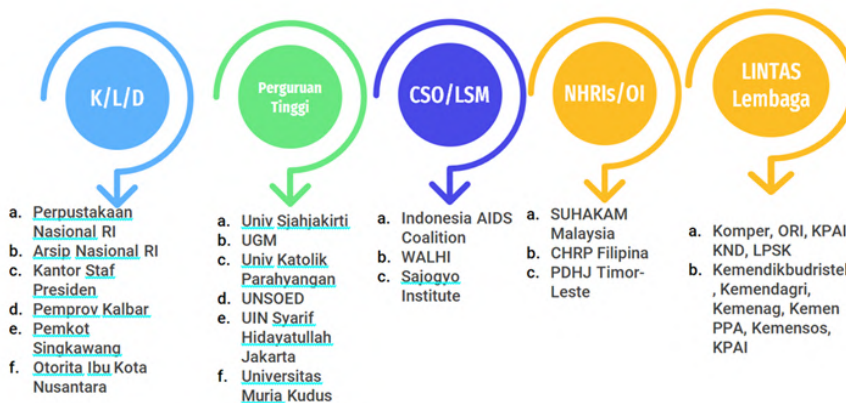 K/L/D
a. Perpustakaan
Nasional RI
b. Arsip Nasional RI
c. Kantor Staf
Presiden
d. Pemprov Kalbar
e. Pemkot
Singkawang
f. Otorita Ibu Kota
Nusantara
Perguruan
Tinggi
a. Univ Sjahjakirti
b. UGM
c. Univ Katolik
Parahyangan
d. UNSOED
e. UIN Syarif
Hidayatullah
Jakarta
f. Universitas
Muria Kudus
CSO/LSM
a. Indonesia AIDS
Coalition
b. WALHI
c. Sajogyo
Institute
NHRIs/OI
a. SUHAKAM
Malaysia
b. CHRP Filipina
c. PDHJ Timor-
Leste
LINTAS
Lembaga
a. Komper, ORI, KPAI
KND, LPSK
b. Kemendikbudristek
, Kemendagri,
Kemenag, Kemen
PPA, Kemensos,
KPAI